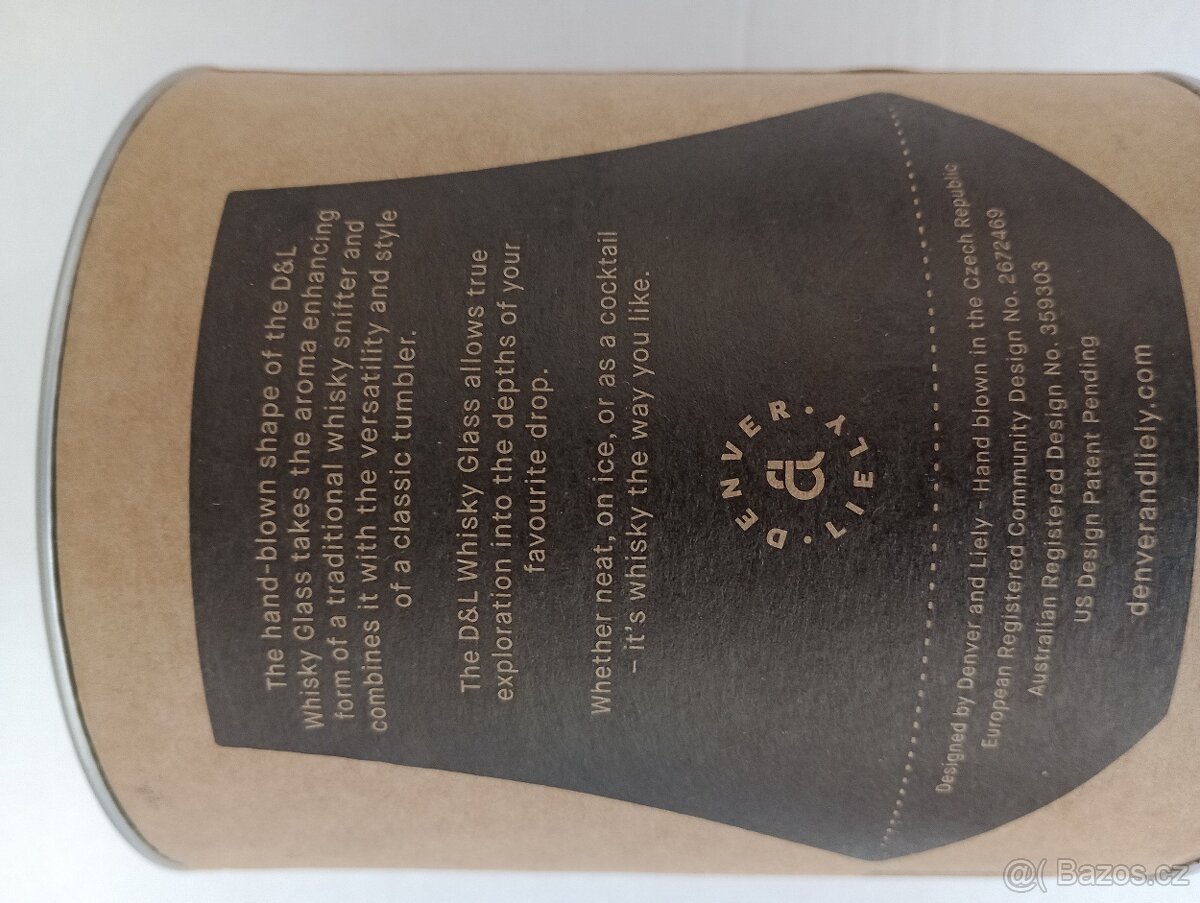 The hand-blown shape of the D&L
Whisky Glass takes the aroma enhancing
form of a traditional whisky snifter and
combines it with the versatility and style
of a classic tumbler.
The D&L Whisky Glass allows true
exploration into the depths of your
favourite drop.
Whether neat, on ice, or as a cocktail
– it's whisky the way you like.
DENVER · LIELY ·
dl
Designed by Denver and Liely - Hand blown in the Czech Republic
European Registered Community Design No. 2672469
Australian Registered Design No. 359303
US Design Patent Pending
denverandliely.com
@( Bazos.cz